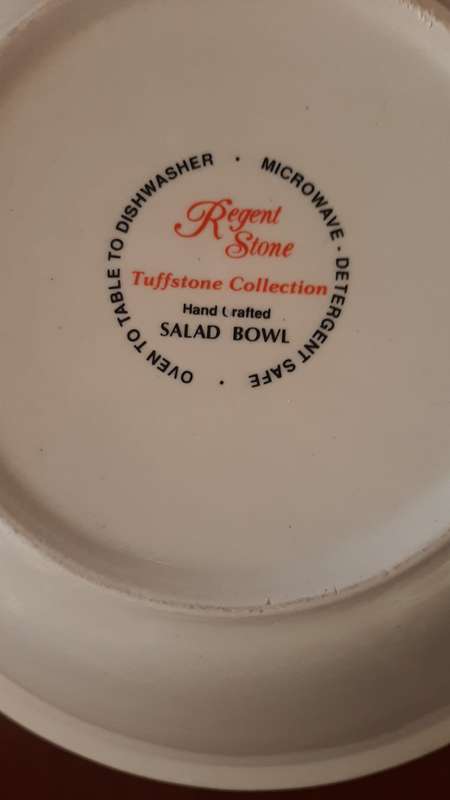 OVEN TO TABLE TO DISHWASHER · MICROWAVE · DETERGENT SAFE ·
Regent
Stone
Tuffstone Collection
Hand Crafted
SALAD BOWL